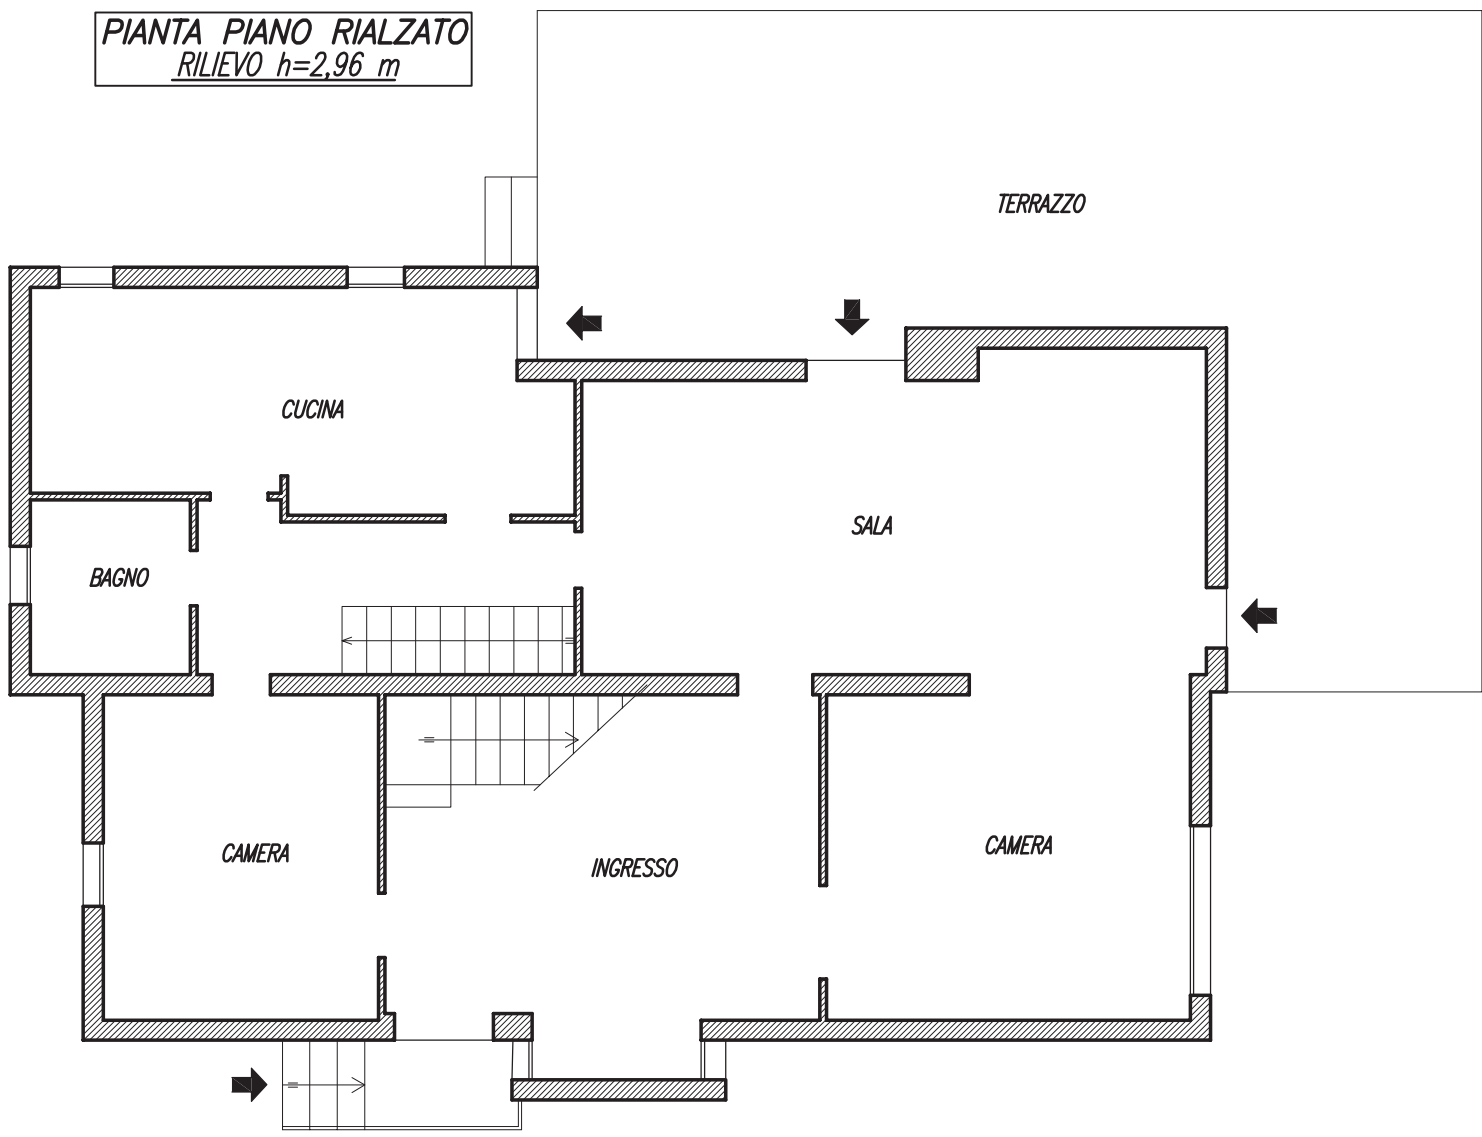 PIANTA PIANO RIALZATO
RILIEVO h=2,96 m
TERRAZZO
CUCINA
SALA
BAGNO
CAMERA
INGRESSO
CAMERA